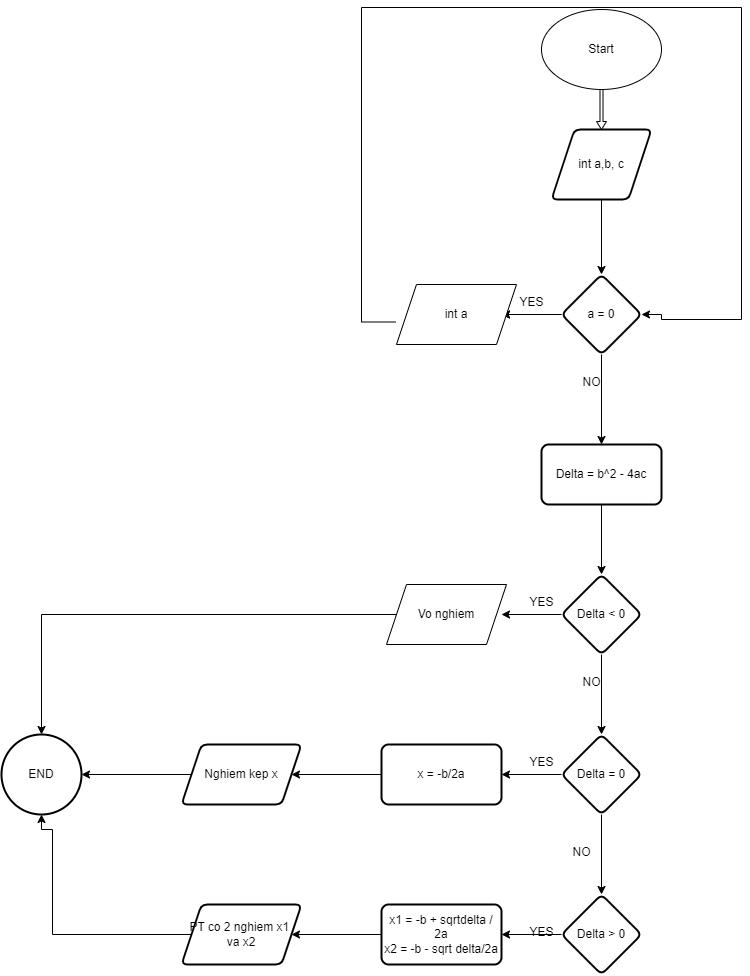 Start
int a,b, c
YES
int a
a = 0
NO
Delta = b^2 - 4ac
YES
Vo nghiem
Delta < 0
NO
YES
END
Nghiem kep x
x = -b/2a
Delta = 0
NO
PT co 2 nghiem x1
va x2
x1 = -b + sqrtdelta /
2a
x2 = -b - sqrt delta/2a
YES
Delta > 0